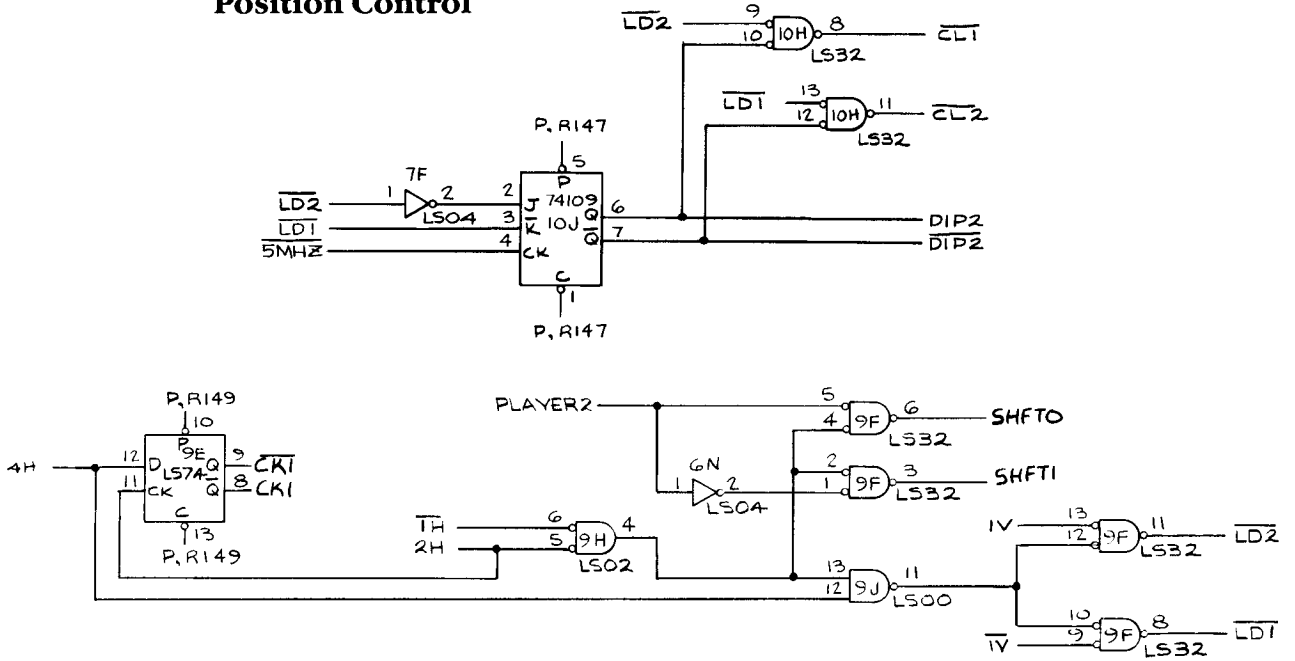 Position Control
LD2 9
10 10H 8 CL1
LS32
LD1 13
12 10H 11 CL2
LS32
P, R147
5
7F
P
LD2 1 2 2 J 74109 Q 6 DIP2
LS04
LD1 3 K 10J Q 7 DIP2
5MHZ 4 CK
C
1
P, R147
P, R149
10
P
9E
4H 12 D Q 9 CK1
LS74
11 CK Q 8 CK1
C
13
P, R149
PLAYER2 5
4 9F 6 SHFT0
LS32
6N
2
1 2 1 9F 3 SHFT1
LS04 LS32
1H 6
2H 5 9H 4
LS02
13
12 9J 11
LS00
1V 13
12 9F 11 LD2
LS32
10
1V 9 9F 8 LD1
LS32